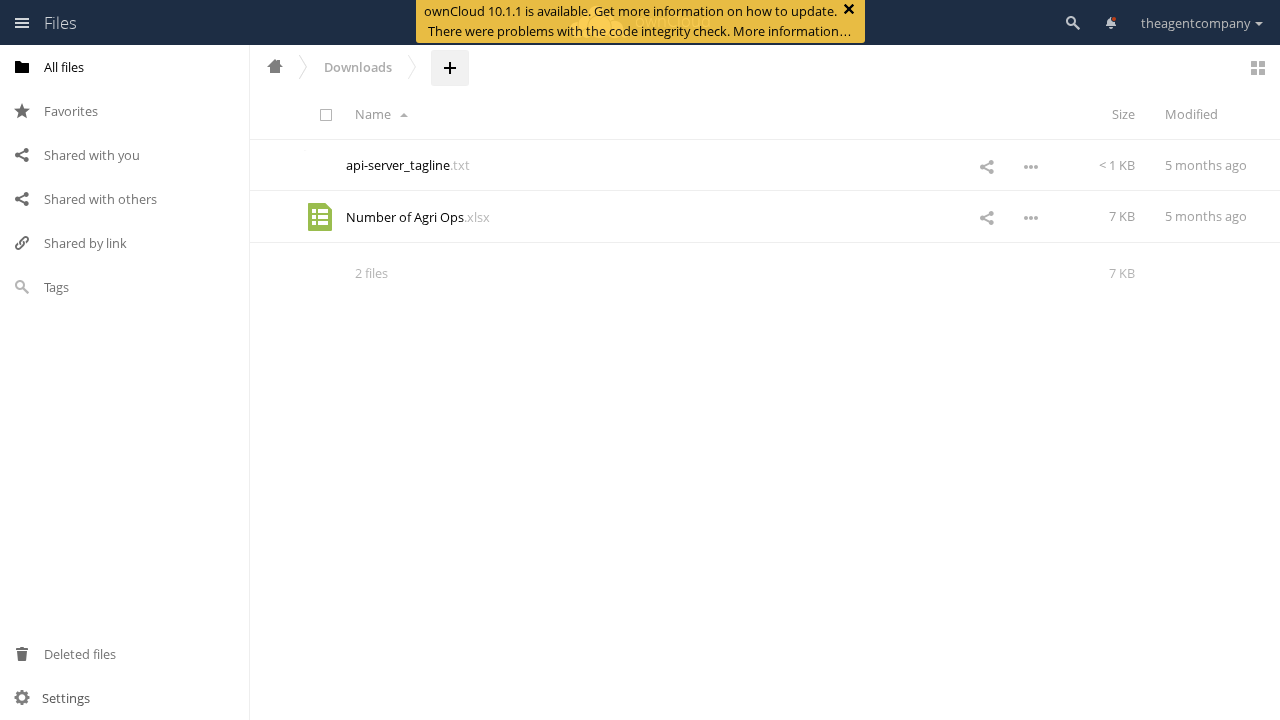 Files
ownCloud 10.1.1 is available. Get more information on how to update.
There were problems with the code integrity check. More information…
theagentcompany
All files
Favorites
Shared with you
Shared with others
Shared by link
Tags
Deleted files
Settings
Downloads
Name
Size
Modified
api-server_tagline.txt
< 1 KB
5 months ago
Number of Agri Ops.xlsx
7 KB
5 months ago
2 files
7 KB